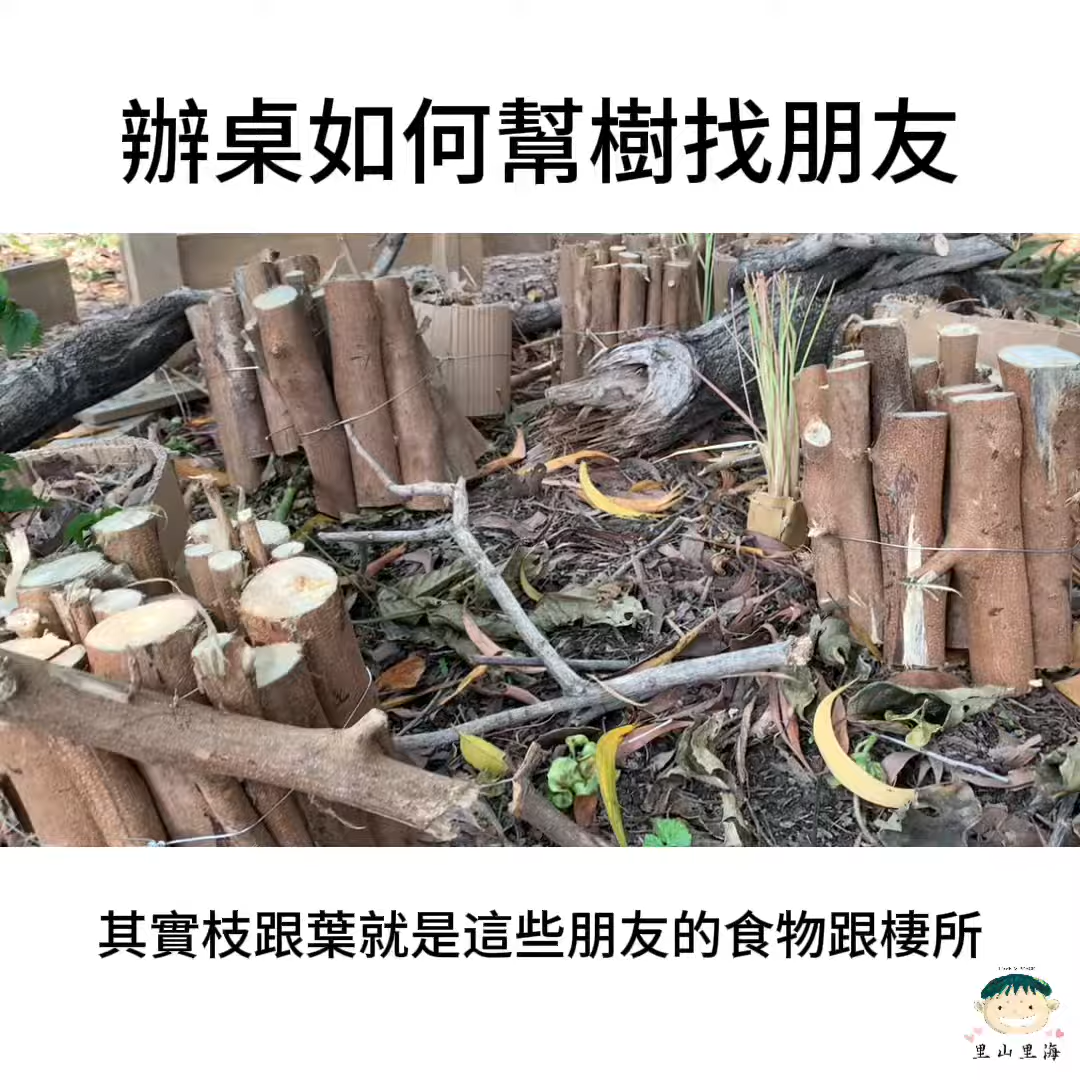 辦桌如何幫樹找朋友
其實枝跟葉就是這些朋友的食物跟棲所
里山里海